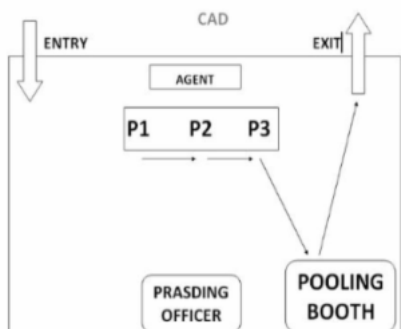 CAD
ENTRY
EXIT
AGENT
P1 P2 P3
PRASDING
OFFICER
POOLING
BOOTH